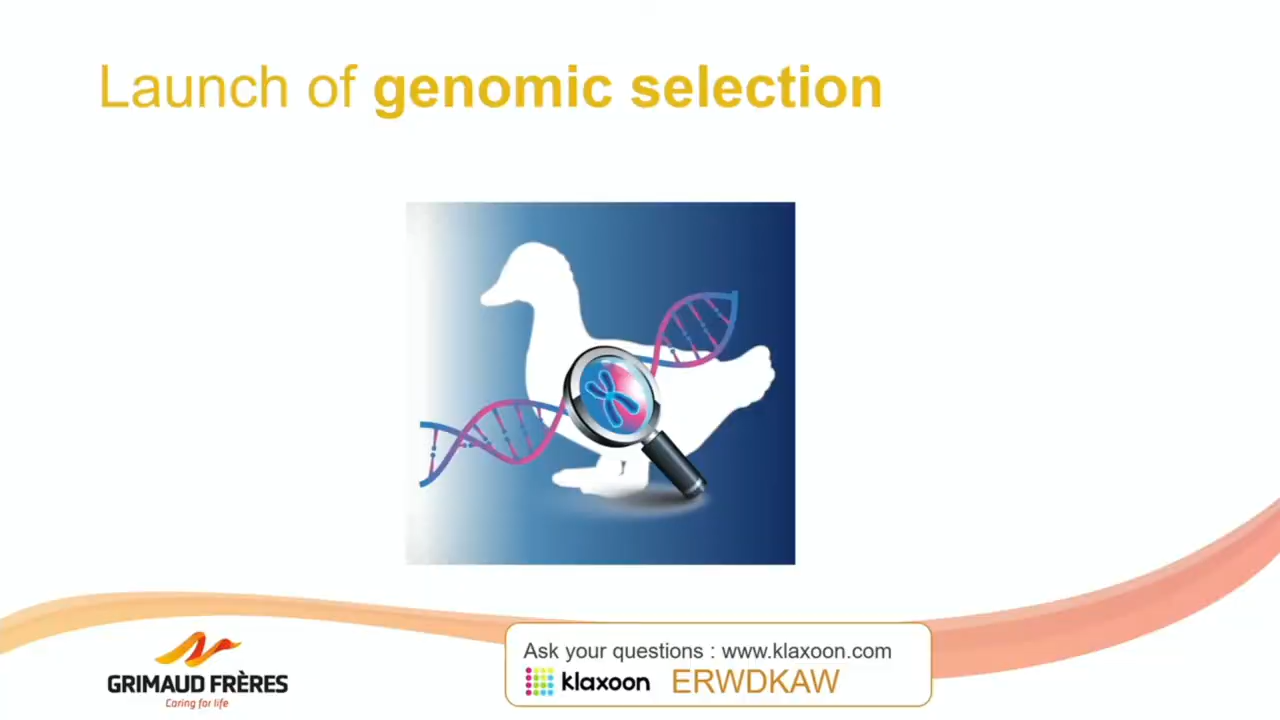 Launch of genomic selection
Ask your questions : www.klaxoon.com
klaxoon ERWDKAW
GRIMAUD FRÈRES
Caring for life